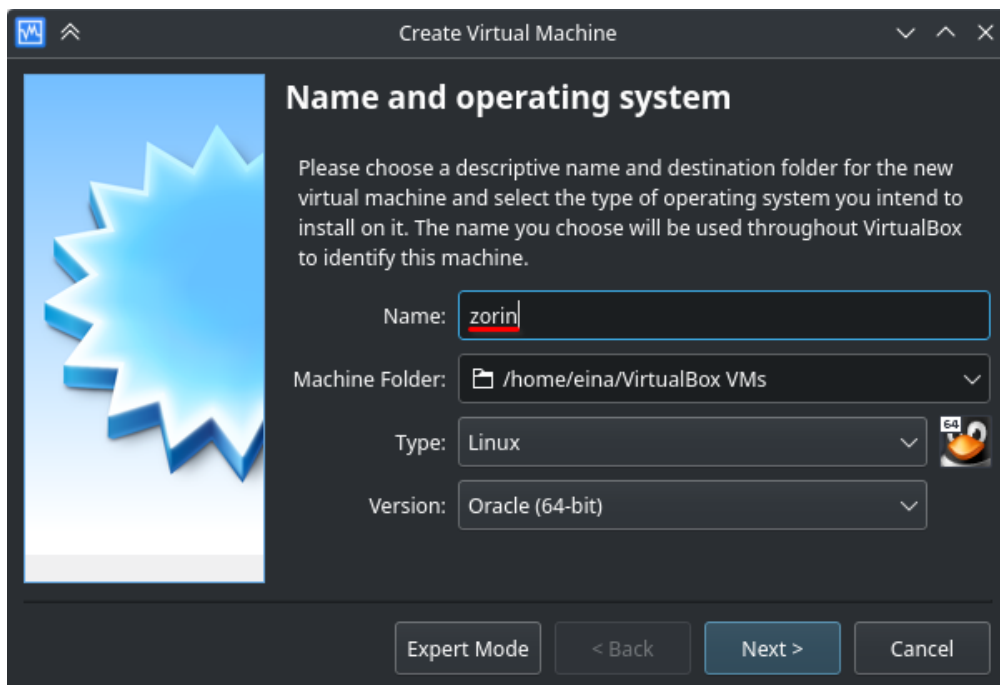 Create Virtual Machine
Name and operating system
Please choose a descriptive name and destination folder for the new
virtual machine and select the type of operating system you intend to
install on it. The name you choose will be used throughout VirtualBox
to identify this machine.
Name: zorin
Machine Folder: /home/eina/VirtualBox VMs
Type: Linux
64
Version: Oracle (64-bit)
Expert Mode < Back Next > Cancel